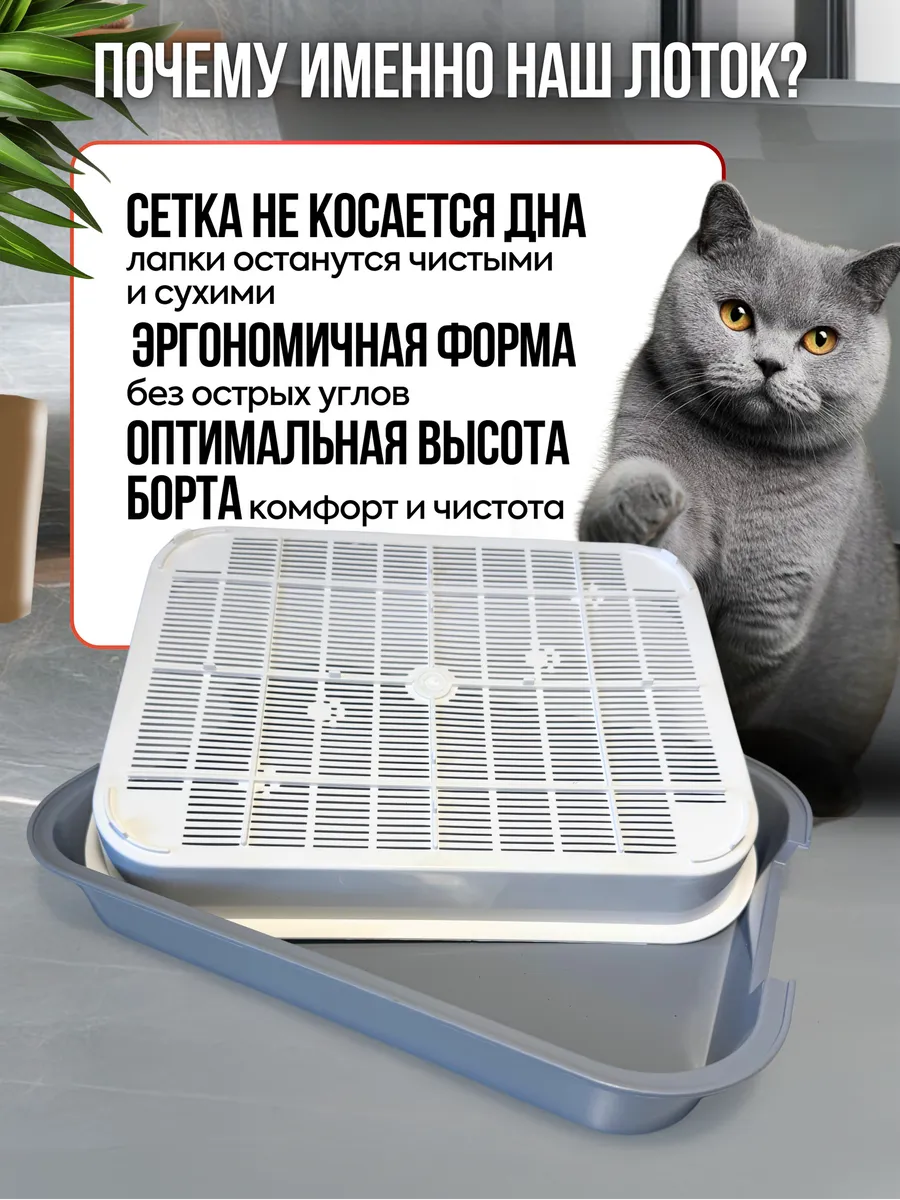 ПОЧЕМУ ИМЕННО НАШ ЛОТОК?
СЕТКА НЕ КОСАЕТСЯ ДНА
лапки останутся чистыми
и сухими
ЭРГОНОМИЧНАЯ ФОРМА
без острых углов
ОПТИМАЛЬНАЯ ВЫСОТА
БОРТА комфорт и чистота